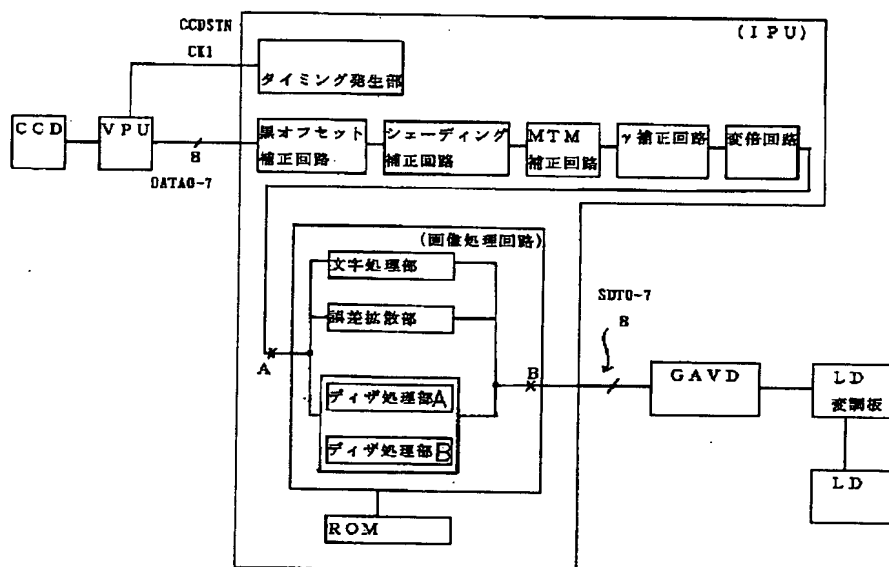 CCDSTN
(IPU)
CK1
タイミング発生部
CCD
VPU
8
DATA0-7
黒オフセット
補正回路
シェーディング
補正回路
MTM
補正回路
γ補正回路
変倍回路
(画像処理回路)
文字処理部
誤差拡散部
A
B
ディザ処理部A
ディザ処理部B
ROM
SDT0-7
8
GAVD
LD
変調板
LD